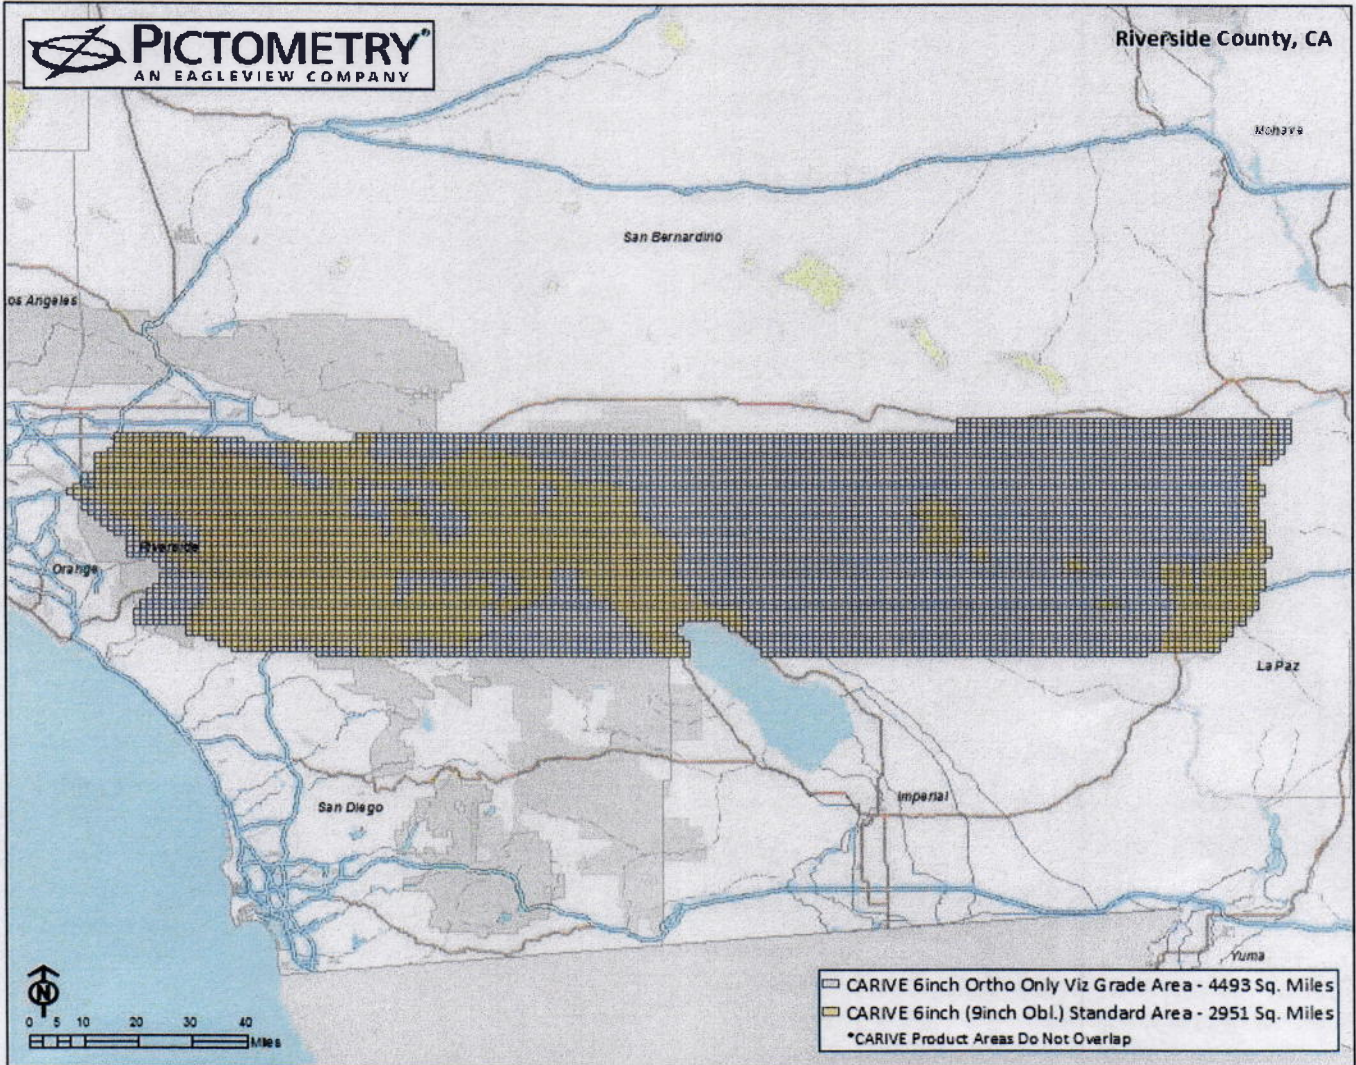 PICTOMETRY®
AN EAGLEVIEW COMPANY
Riverside County, CA
Mohave
San Bernardino
os Angeles
Riverside
Orange
La Paz
San Diego
Imperial
Yuma
N
0 5 10 20 30 40
Miles
CARIVE 6inch Ortho Only Viz Grade Area - 4493 Sq. Miles
CARIVE 6inch (9inch Obl.) Standard Area - 2951 Sq. Miles
*CARIVE Product Areas Do Not Overlap